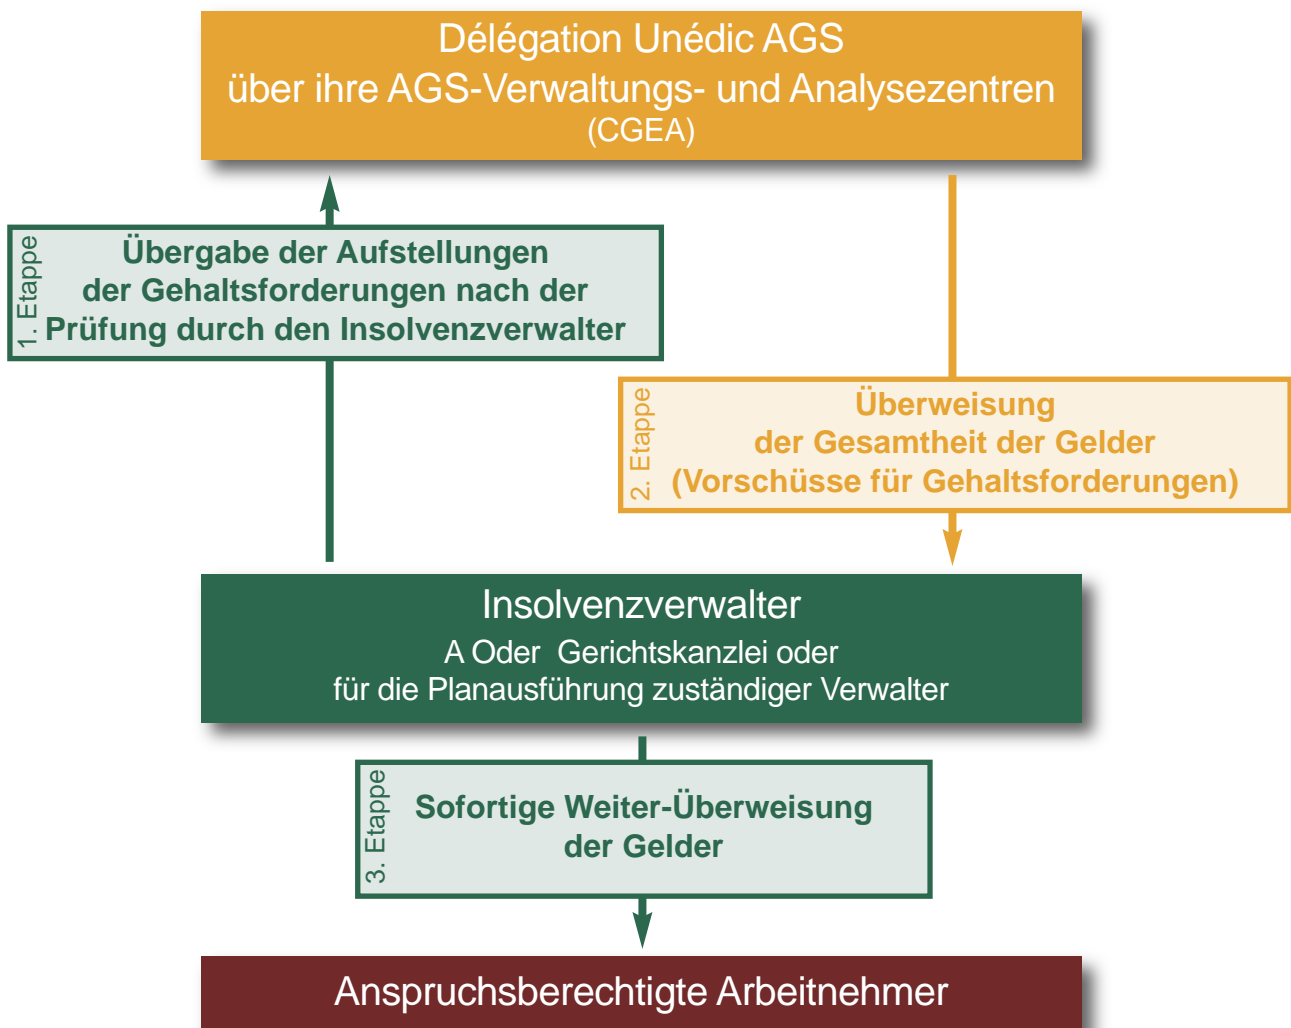 Délégation Unédic AGS
über ihre AGS-Verwaltungs- und Analysezentren
(CGEA)
1. Etappe
Übergabe der Aufstellungen
der Gehaltsforderungen nach der
Prüfung durch den Insolvenzverwalter
2. Etappe
Überweisung
der Gesamtheit der Gelder
(Vorschüsse für Gehaltsforderungen)
Insolvenzverwalter
A Oder  Gerichtskanzlei oder
für die Planausführung zuständiger Verwalter
3. Etappe
Sofortige Weiter-Überweisung
der Gelder
Anspruchsberechtigte Arbeitnehmer